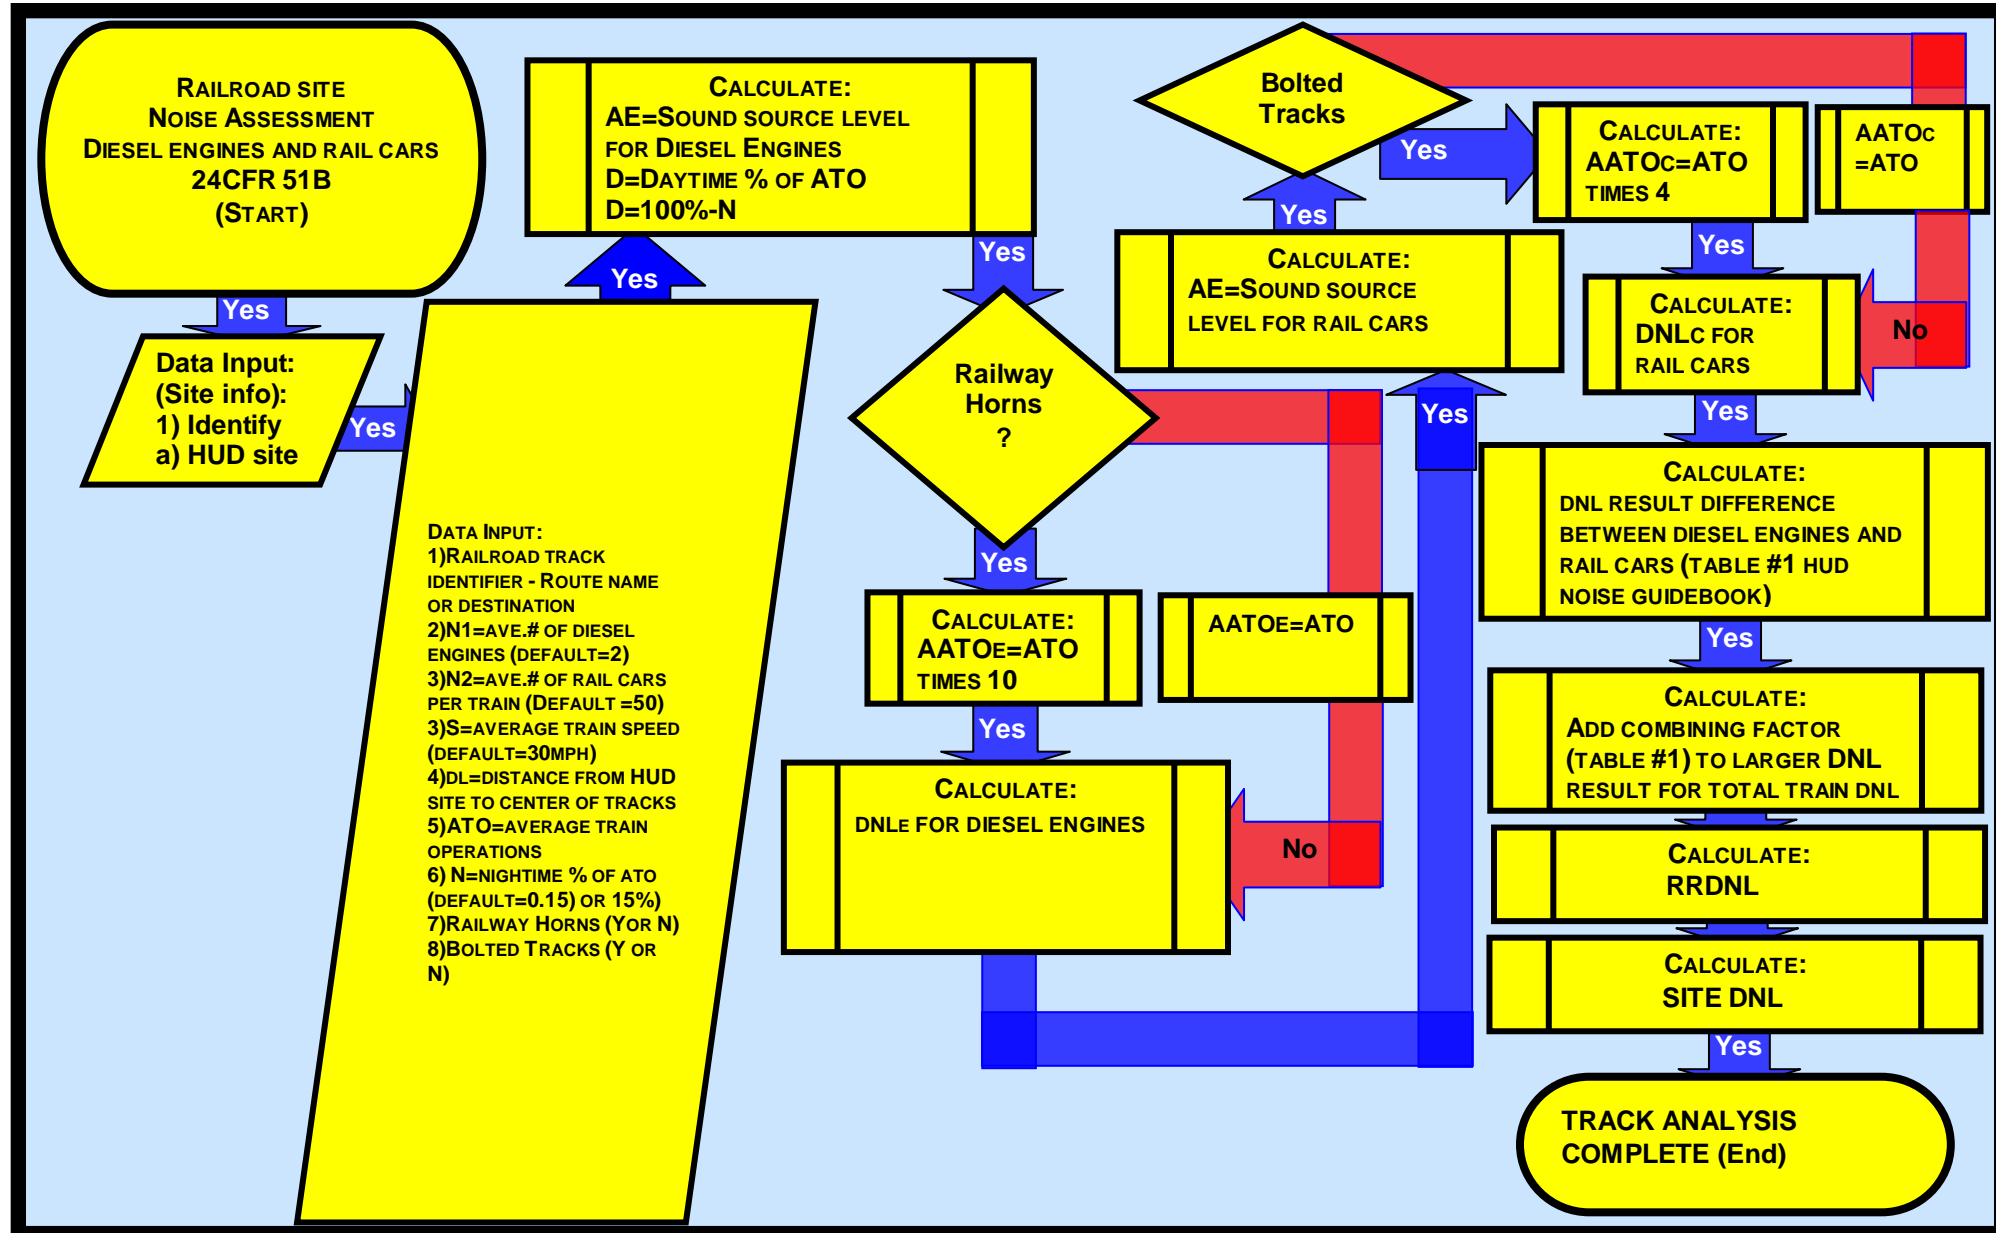 RAILROAD SITE
NOISE ASSESSMENT
DIESEL ENGINES AND RAIL CARS
24CFR 51B
(START)
Yes
Data Input:
(Site info):
1) Identify
a) HUD site
Yes
DATA INPUT:
1)RAILROAD TRACK
IDENTIFIER - ROUTE NAME
OR DESTINATION
2)N1=AVE.# OF DIESEL
ENGINES (DEFAULT=2)
3)N2=AVE.# OF RAIL CARS
PER TRAIN (DEFAULT =50)
3)S=AVERAGE TRAIN SPEED
(DEFAULT=30MPH)
4)DL=DISTANCE FROM HUD
SITE TO CENTER OF TRACKS
5)ATO=AVERAGE TRAIN
OPERATIONS
6) N=NIGHTIME % OF ATO
(DEFAULT=0.15) OR 15%)
7)RAILWAY HORNS (YOR N)
8)BOLTED TRACKS (Y OR
N)
Yes
CALCULATE:
AE=SOUND SOURCE LEVEL
FOR DIESEL ENGINES
D=DAYTIME % OF ATO
D=100%-N
Yes
Railway
Horns
?
Yes
CALCULATE:
AATOE=ATO
TIMES 10
AATOE=ATO
Yes
CALCULATE:
DNLE FOR DIESEL ENGINES
No
Yes
CALCULATE:
AE=SOUND SOURCE
LEVEL FOR RAIL CARS
Yes
Bolted
Tracks
Yes
CALCULATE:
AATOC=ATO
TIMES 4
AATOC
=ATO
Yes
CALCULATE:
DNLC FOR
RAIL CARS
No
Yes
CALCULATE:
DNL RESULT DIFFERENCE
BETWEEN DIESEL ENGINES AND
RAIL CARS (TABLE #1 HUD
NOISE GUIDEBOOK)
Yes
CALCULATE:
ADD COMBINING FACTOR
(TABLE #1) TO LARGER DNL
RESULT FOR TOTAL TRAIN DNL
CALCULATE:
RRDNL
CALCULATE:
SITE DNL
Yes
TRACK ANALYSIS
COMPLETE (End)